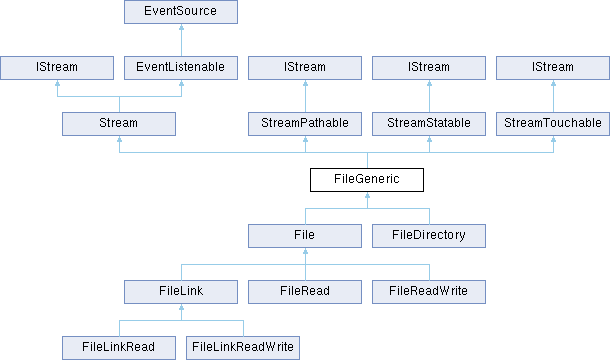 EventSource
IStream
EventListenable
IStream
IStream
IStream
Stream
StreamPathable
StreamStatable
StreamTouchable
FileGeneric
File
FileDirectory
FileLink
FileRead
FileReadWrite
FileLinkRead
FileLinkReadWrite